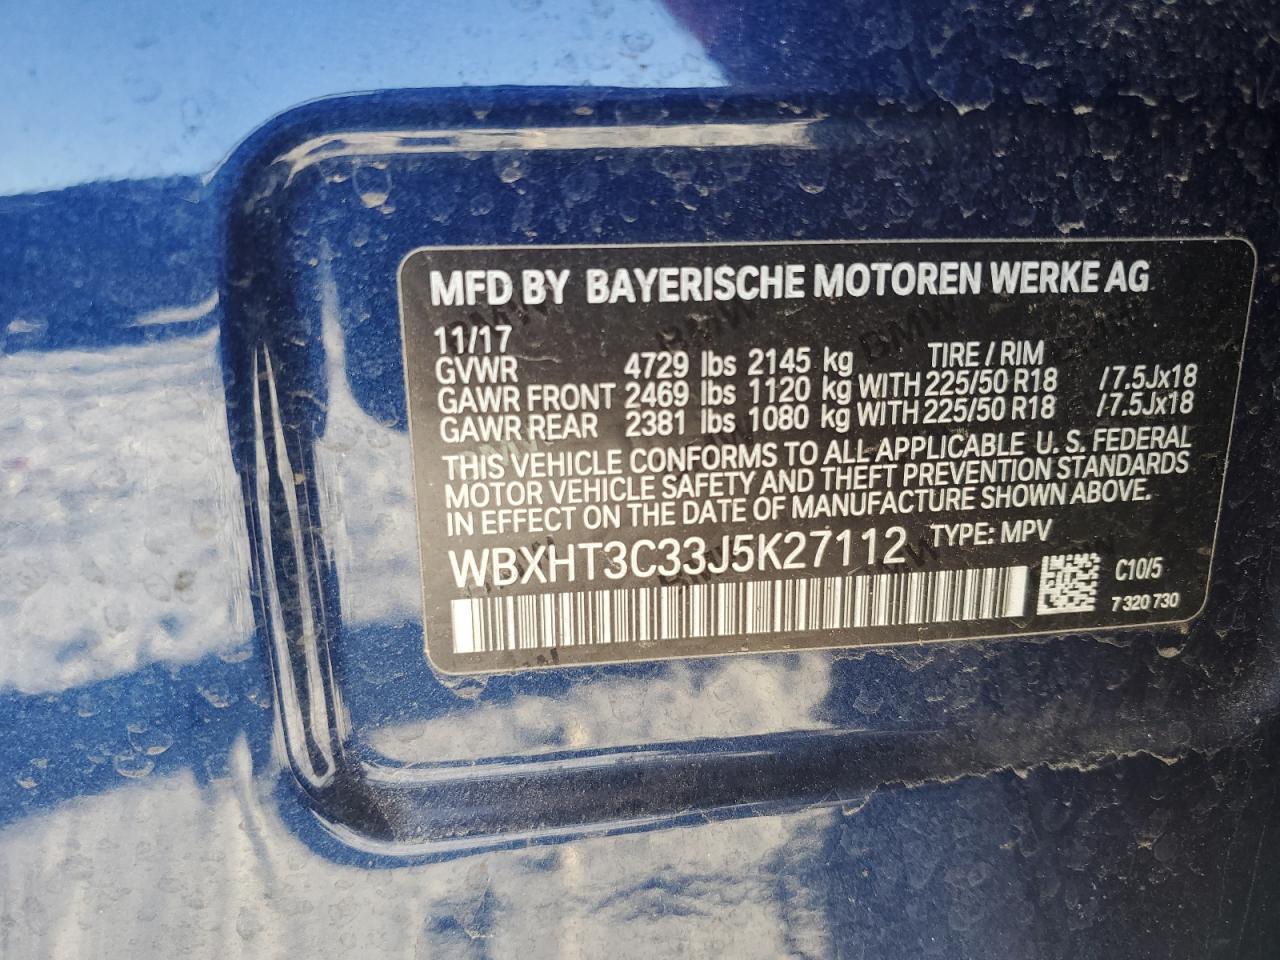 MFD BY BAYERISCHE MOTOREN WERKE AG
11/17
GVWR 4729 lbs 2145 kg TIRE / RIM
GAWR FRONT 2469 lbs 1120 kg WITH 225/50 R18 /7.5Jx18
GAWR REAR 2381 lbs 1080 kg WITH 225/50 R18 /7.5Jx18
THIS VEHICLE CONFORMS TO ALL APPLICABLE U. S. FEDERAL
MOTOR VEHICLE SAFETY AND THEFT PREVENTION STANDARDS
IN EFFECT ON THE DATE OF MANUFACTURE SHOWN ABOVE.
WBXHT3C33J5K27112 TYPE: MPV
C10/5
7 320 730